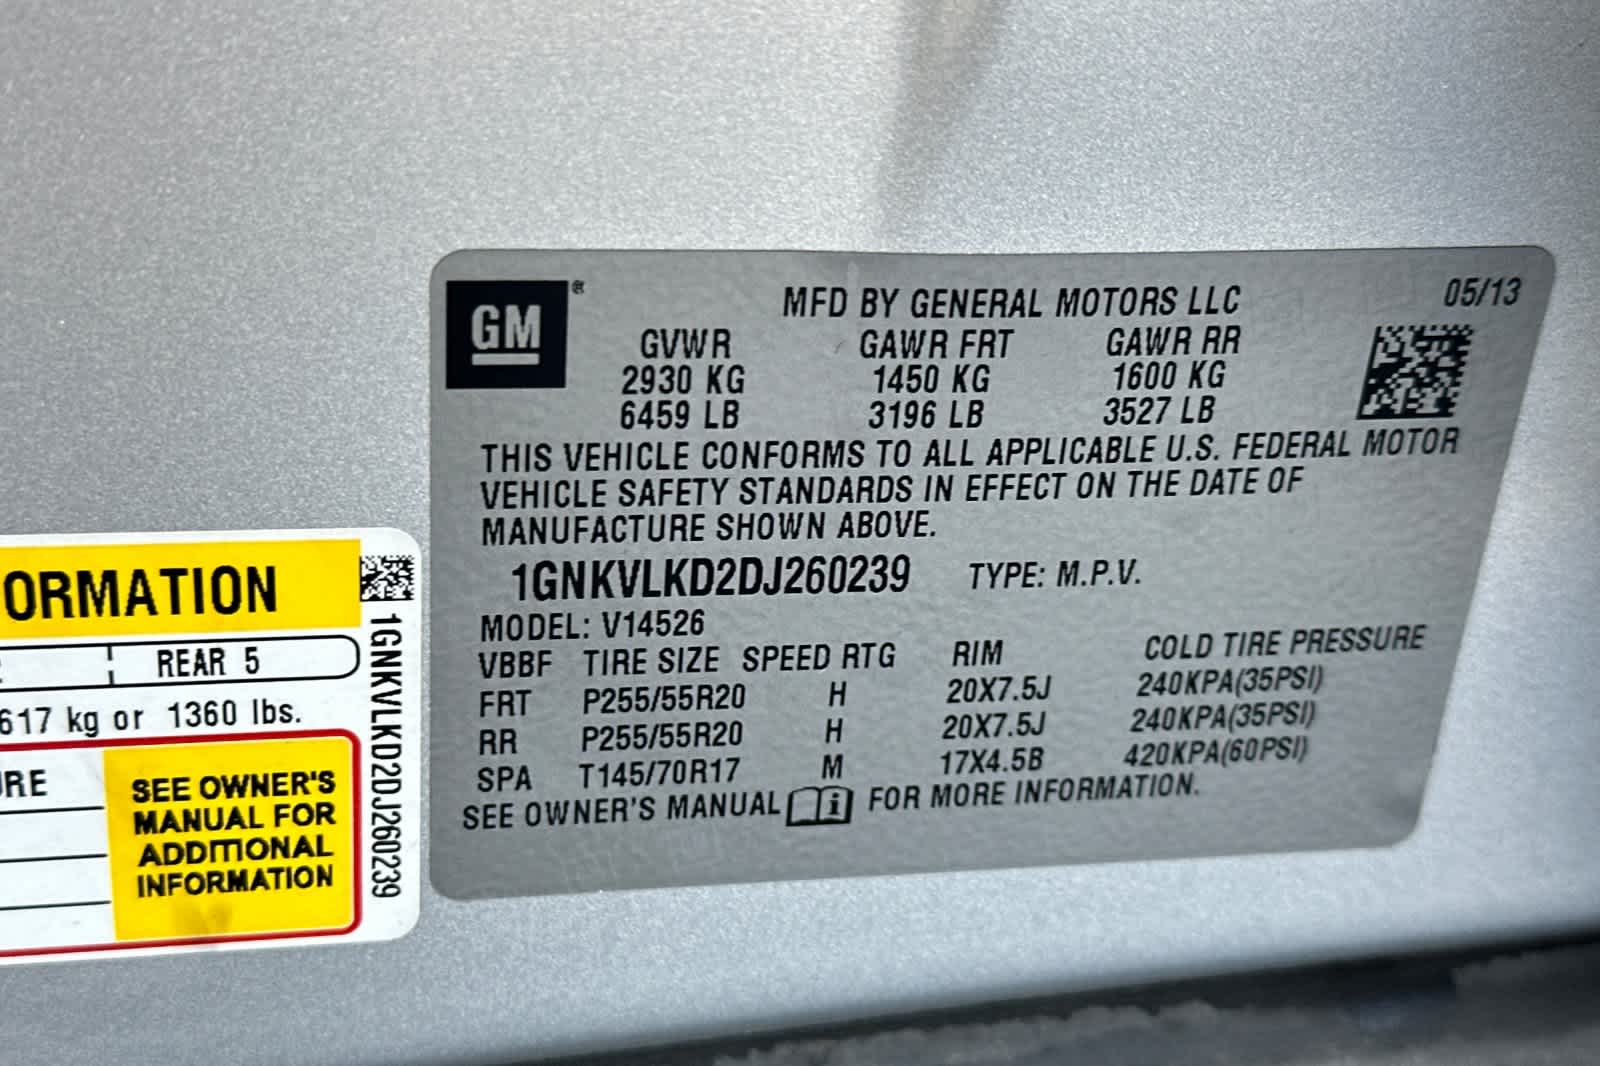 GM
®
MFD BY GENERAL MOTORS LLC
05/13
GVWR GAWR FRT GAWR RR
2930 KG 1450 KG 1600 KG
6459 LB 3196 LB 3527 LB
THIS VEHICLE CONFORMS TO ALL APPLICABLE U.S. FEDERAL MOTOR
VEHICLE SAFETY STANDARDS IN EFFECT ON THE DATE OF
MANUFACTURE SHOWN ABOVE.
1GNKVLKD2DJ260239 TYPE: M.P.V.
MODEL: V14526
VBBF TIRE SIZE SPEED RTG RIM COLD TIRE PRESSURE
FRT P255/55R20 H 20X7.5J 240KPA(35PSI)
RR P255/55R20 H 20X7.5J 240KPA(35PSI)
SPA T145/70R17 M 17X4.5B 420KPA(60PSI)
SEE OWNER'S MANUAL i FOR MORE INFORMATION.
ORMATION
REAR 5
617 kg or 1360 lbs.
URE
SEE OWNER'S
MANUAL FOR
ADDITIONAL
INFORMATION
1GNKVLKD2DJ260239